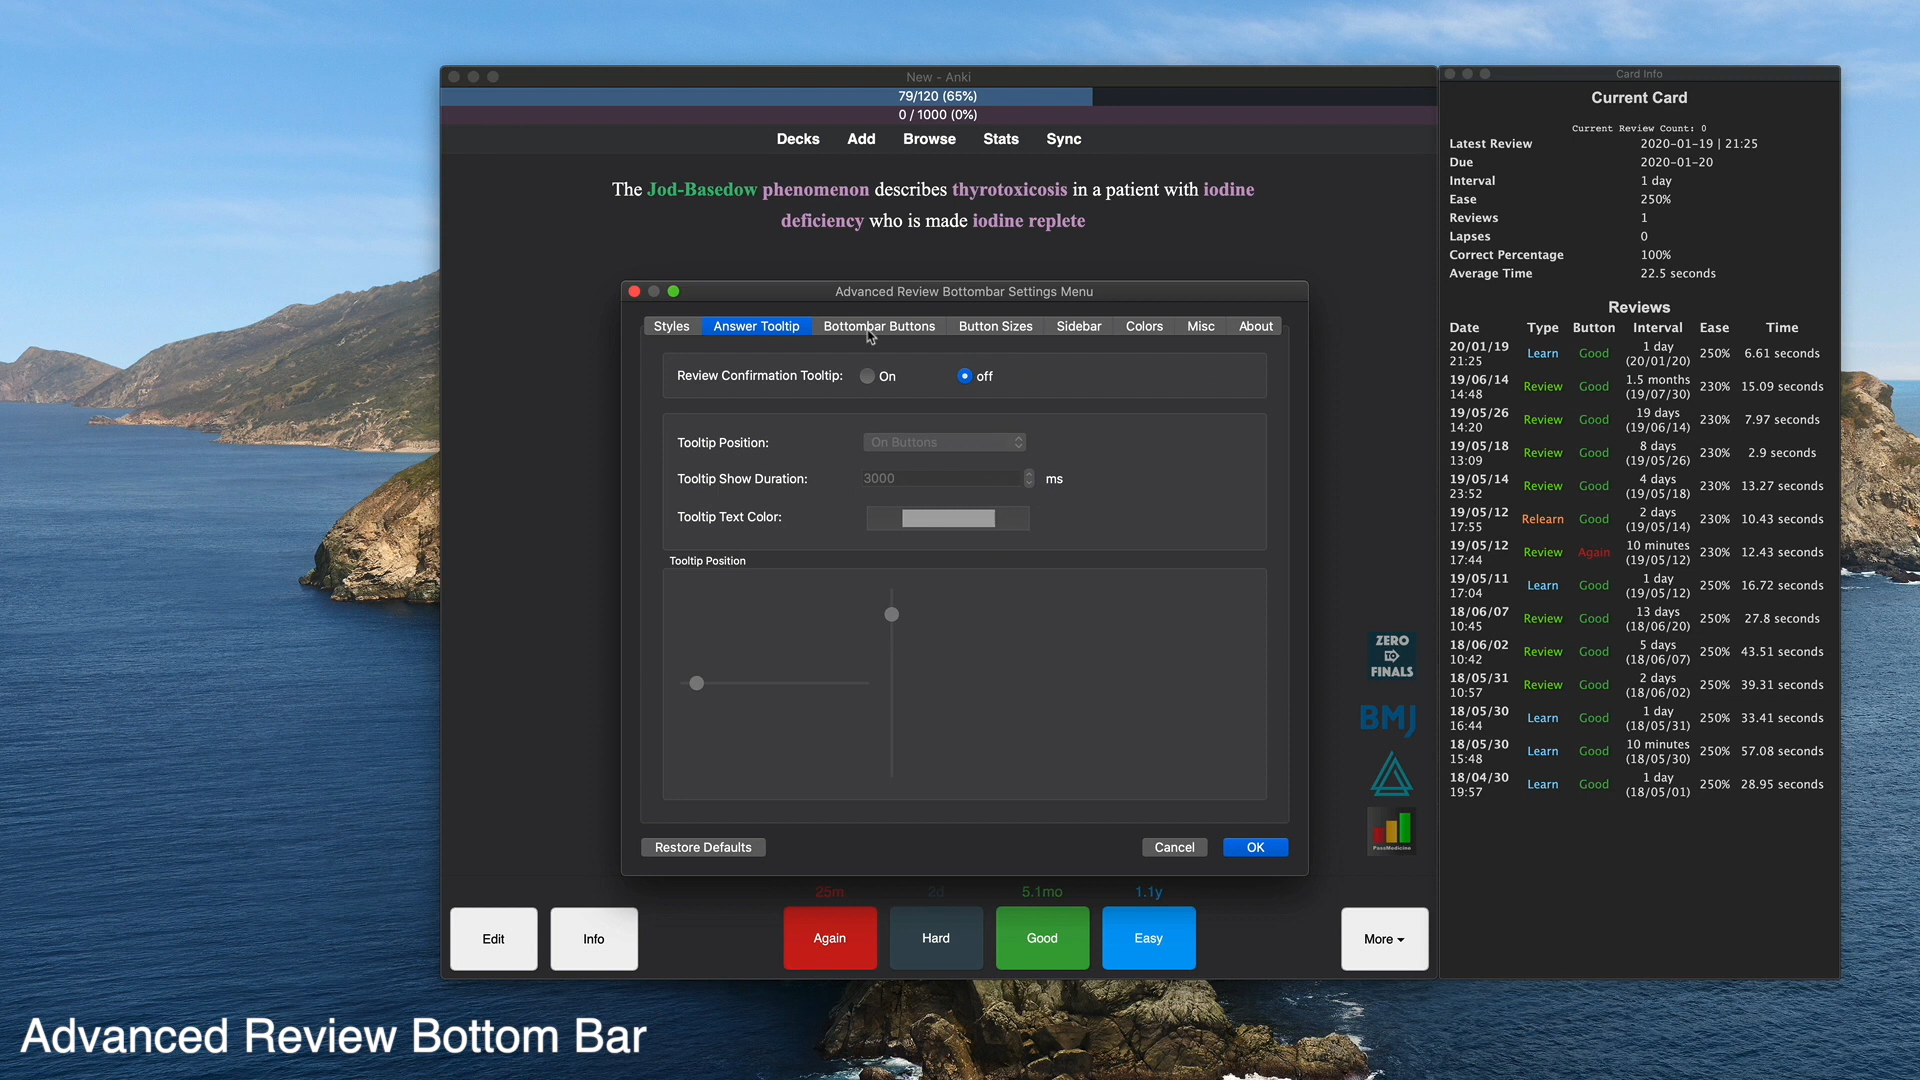 New - Anki
79/120 (65%)
0 / 1000 (0%)
Decks Add Browse Stats Sync
The Jod-Basedow phenomenon describes thyrotoxicosis in a patient with iodine
deficiency who is made iodine replete
Advanced Review Bottombar Settings Menu
Styles Answer Tooltip Bottombar Buttons Button Sizes Sidebar Colors Misc About
Review Confirmation Tooltip: On off
Tooltip Position: On Buttons
Tooltip Show Duration: 3000 ms
Tooltip Text Color:
Tooltip Position
Restore Defaults Cancel OK
ZERO
TO
FINALS
BMJ
PassMedicine
25m 2d 5.1mo 1.1y
Edit Info Again Hard Good Easy More
Card Info
Current Card
Current Review Count: 0
Latest Review 2020-01-19 | 21:25
Due 2020-01-20
Interval 1 day
Ease 250%
Reviews 1
Lapses 0
Correct Percentage 100%
Average Time 22.5 seconds
Reviews
Date Type Button Interval Ease Time
20/01/19 21:25 Learn Good 1 day (20/01/20) 250% 6.61 seconds
19/06/14 14:48 Review Good 1.5 months (19/07/30) 230% 15.09 seconds
19/05/26 14:20 Review Good 19 days (19/06/14) 230% 7.97 seconds
19/05/18 13:09 Review Good 8 days (19/05/26) 230% 2.9 seconds
19/05/14 23:52 Review Good 4 days (19/05/18) 230% 13.27 seconds
19/05/12 17:55 Relearn Good 2 days (19/05/14) 230% 10.43 seconds
19/05/12 17:44 Review Again 10 minutes (19/05/12) 230% 12.43 seconds
19/05/11 17:04 Learn Good 1 day (19/05/12) 250% 16.72 seconds
18/06/07 10:45 Review Good 13 days (18/06/20) 250% 27.8 seconds
18/06/02 10:42 Review Good 5 days (18/06/07) 250% 43.51 seconds
18/05/31 10:57 Review Good 2 days (18/06/02) 250% 39.31 seconds
18/05/30 16:44 Learn Good 1 day (18/05/31) 250% 33.41 seconds
18/05/30 15:48 Learn Good 10 minutes (18/05/30) 250% 57.08 seconds
18/04/30 19:57 Learn Good 1 day (18/05/01) 250% 28.95 seconds
Advanced Review Bottom Bar